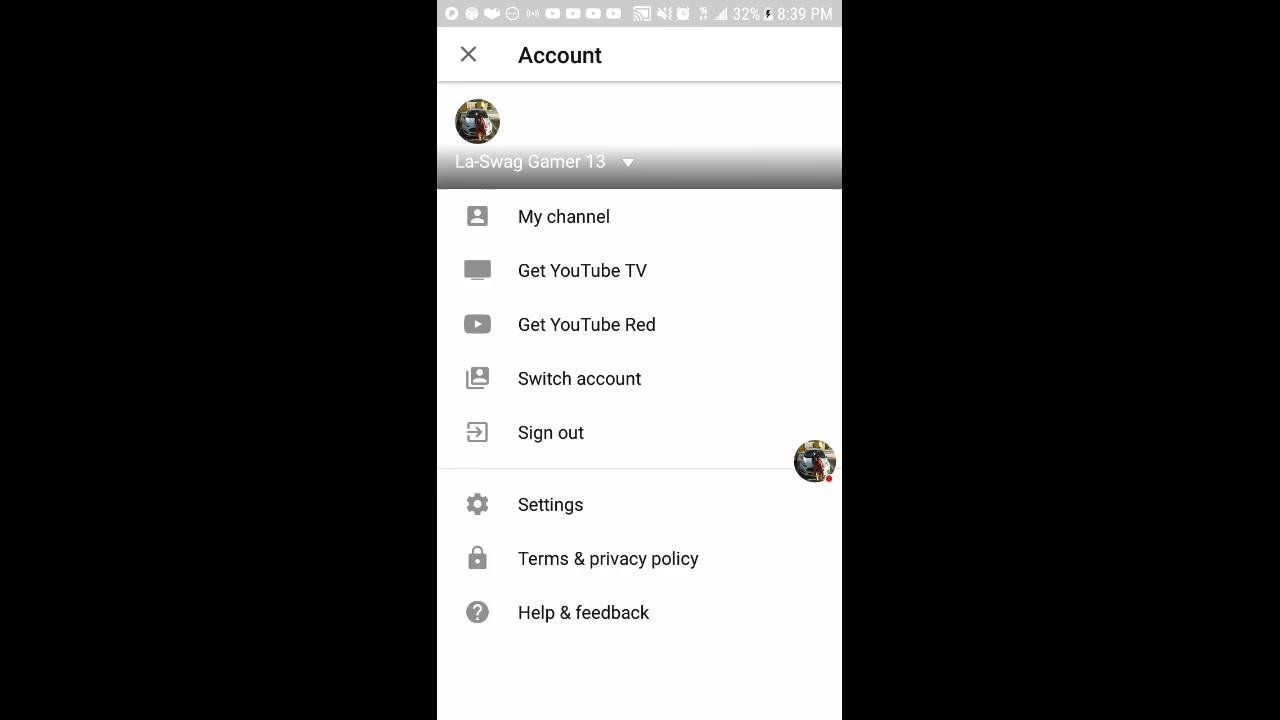 32% 8:39 PM
Account
La-Swag Gamer 13
My channel
Get YouTube TV
Get YouTube Red
Switch account
Sign out
Settings
Terms & privacy policy
Help & feedback